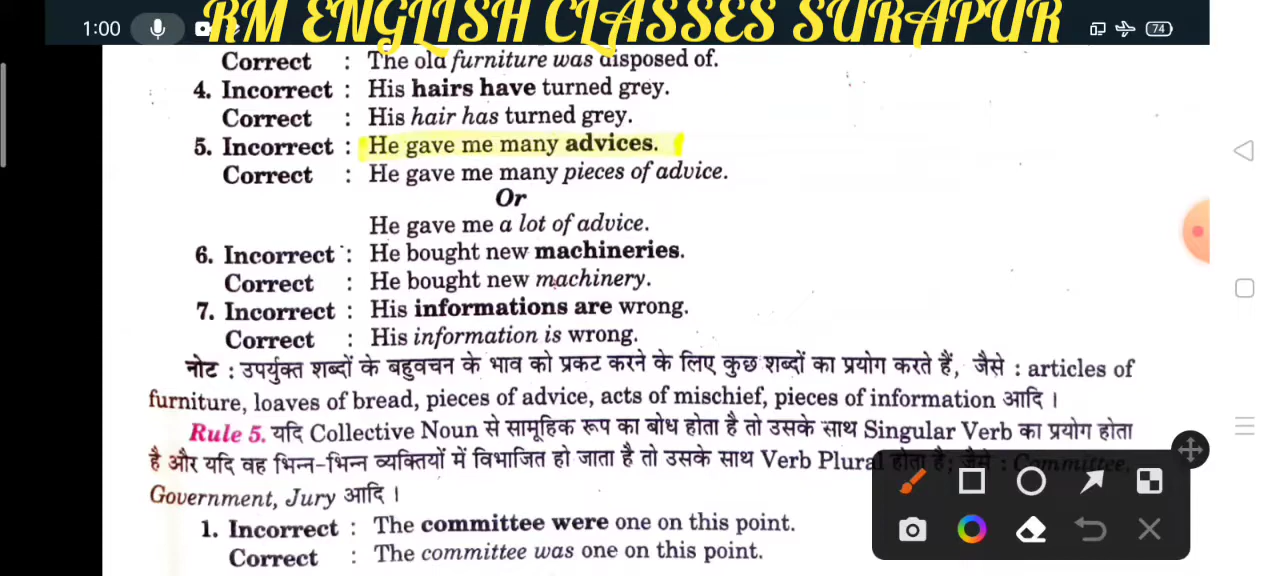 RM ENGLISH CLASSES SURAPUR
1:00
74
Correct : The old furniture was disposed of.
4. Incorrect : His hairs have turned grey.
Correct : His hair has turned grey.
5. Incorrect : He gave me many advices.
Correct : He gave me many pieces of advice.
Or
He gave me a lot of advice.
6. Incorrect : He bought new machineries.
Correct : He bought new machinery.
7. Incorrect : His informations are wrong.
Correct : His information is wrong.
नोट : उपर्युक्त शब्दों के बहुवचन के भाव को प्रकट करने के लिए कुछ शब्दों का प्रयोग करते हैं, जैसे : articles of
furniture, loaves of bread, pieces of advice, acts of mischief, pieces of information आदि ।
Rule 5. यदि Collective Noun से सामूहिक रूप का बोध होता है तो उसके साथ Singular Verb का प्रयोग होता
है और यदि वह भिन्न-भिन्न व्यक्तियों में विभाजित हो जाता है तो उसके साथ Verb Plural होता है; जैसे : Committee,
Government, Jury आदि ।
1. Incorrect : The committee were one on this point.
Correct : The committee was one on this point.